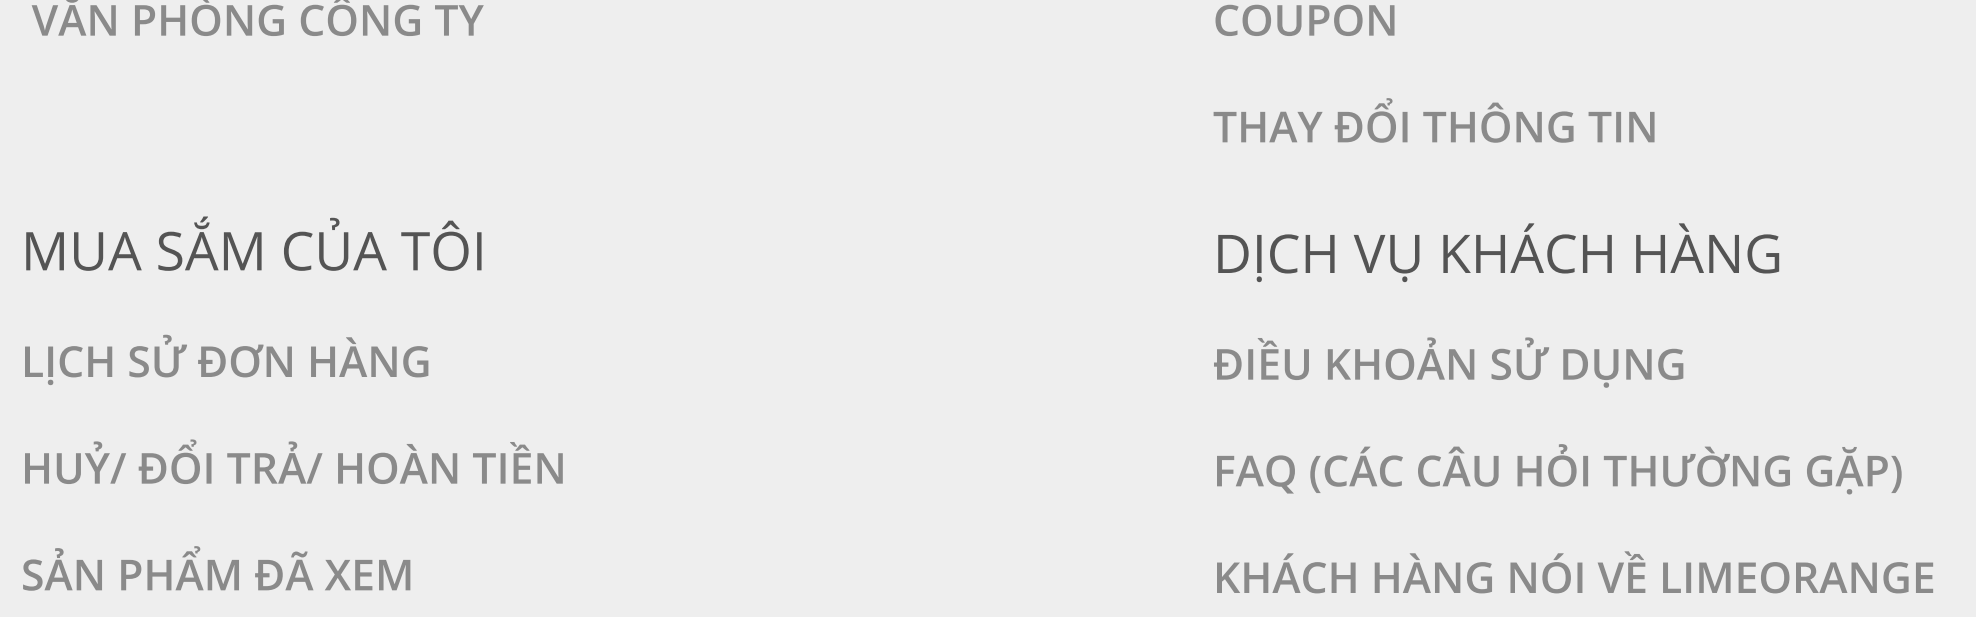 VĂN PHÒNG CÔNG TY
COUPON
THAY ĐỔI THÔNG TIN
MUA SẮM CỦA TÔI
LỊCH SỬ ĐƠN HÀNG
HUỶ/ ĐỔI TRẢ/ HOÀN TIỀN
SẢN PHẨM ĐÃ XEM
DỊCH VỤ KHÁCH HÀNG
ĐIỀU KHOẢN SỬ DỤNG
FAQ (CÁC CÂU HỎI THƯỜNG GẶP)
KHÁCH HÀNG NÓI VỀ LIMEORANGE